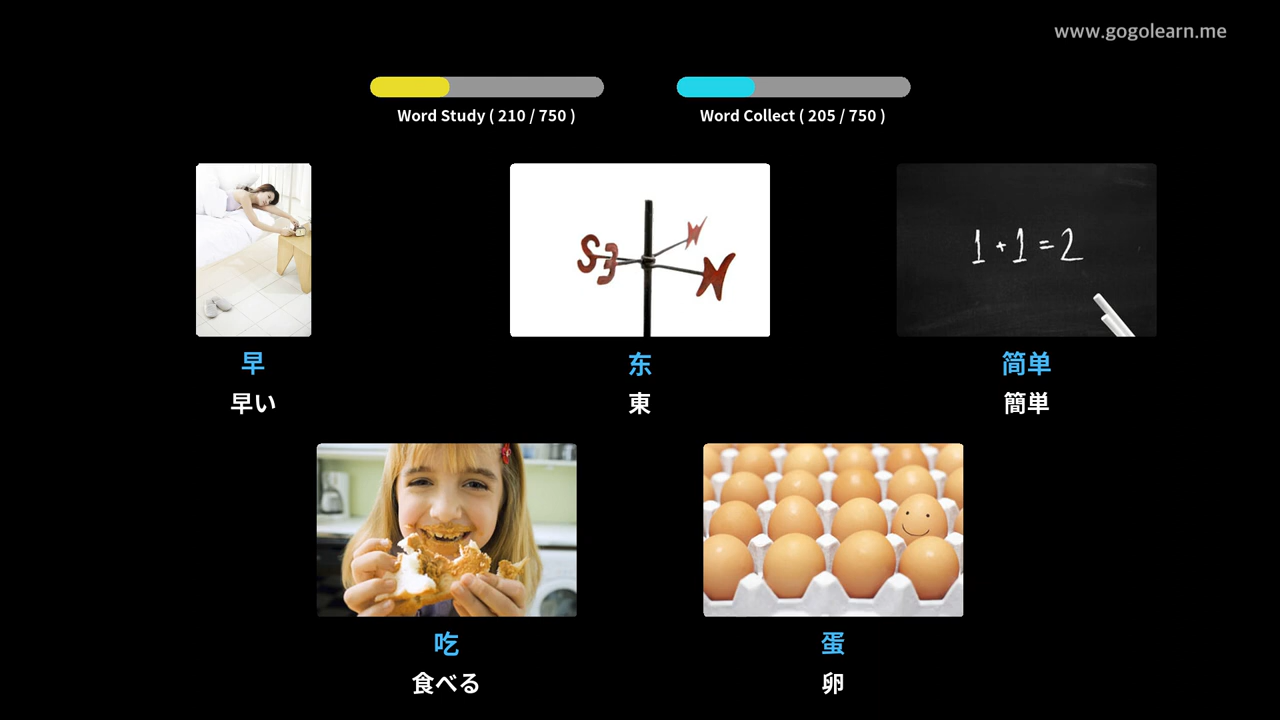 www.gogolearn.me
Word Study ( 210 / 750 )
Word Collect ( 205 / 750 )
S E N W
1 + 1 = 2
早
早い
东
東
简单
簡単
吃
食べる
蛋
卵